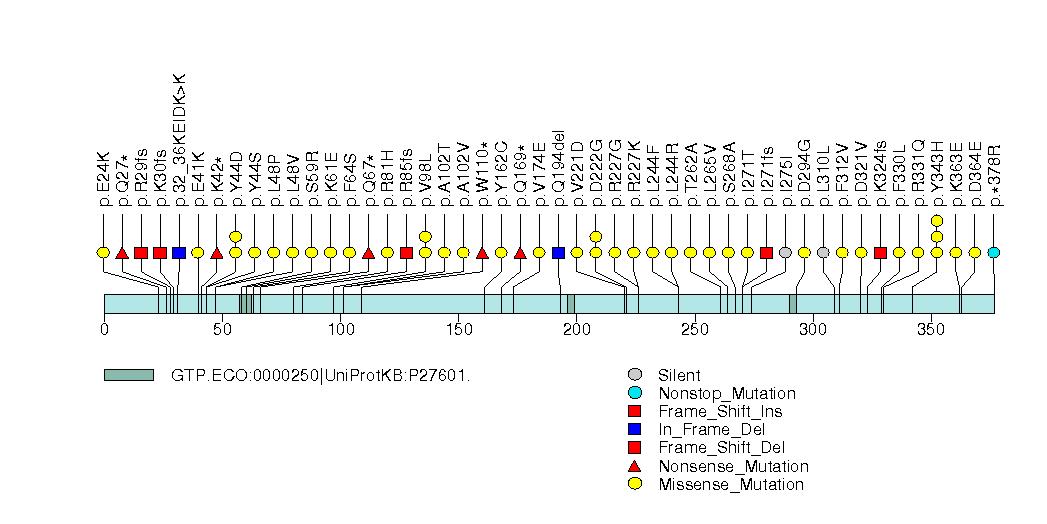 p.E24K
p.Q27*
p.R29fs
p.K30fs
p.32_36KEIDK>K
p.E41K
p.K42*
p.Y44D
p.Y44S
p.L48P
p.L48V
p.S59R
p.K61E
p.F64S
p.Q67*
p.R81H
p.R85fs
p.V98L
p.A102T
p.A102V
p.W110*
p.Y162C
p.Q169*
p.V174E
p.Q194del
p.V221D
p.D222G
p.R227G
p.R227K
p.L244F
p.L244R
p.T262A
p.L265V
p.S268A
p.I271T
p.I271fs
p.I275I
p.D294G
p.L310L
p.F312V
p.D321V
p.K324fs
p.F330L
p.R331Q
p.Y343H
p.K363E
p.D364E
p.*378R
0 50 100 150 200 250 300 350
GTP.ECO:0000250|UniProtKB:P27601.
Silent
Nonstop_Mutation
Frame_Shift_Ins
In_Frame_Del
Frame_Shift_Del
Nonsense_Mutation
Missense_Mutation